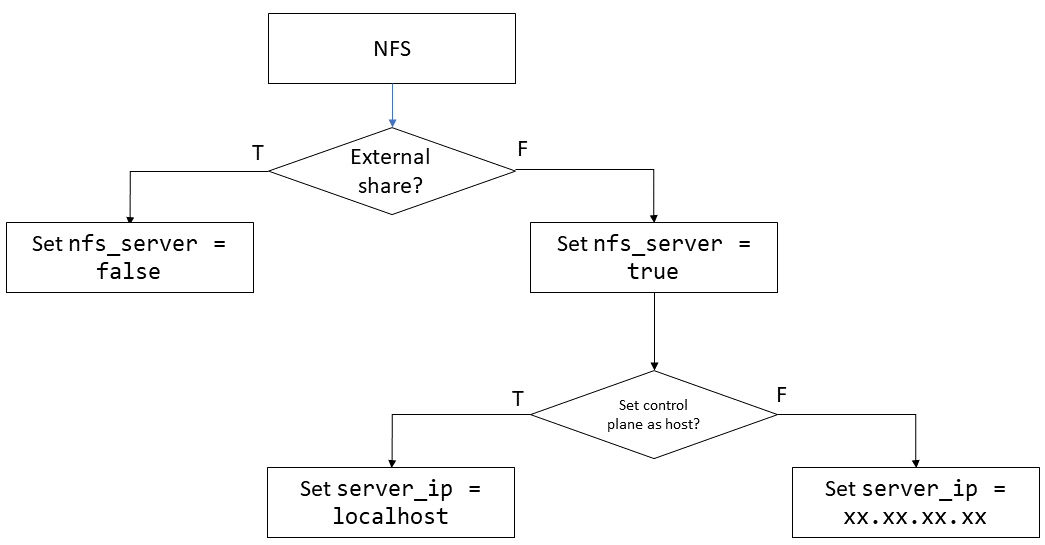 NFS
T
External
share?
F
Set nfs_server =
false
Set nfs_server =
true
T
Set control
plane as host?
F
Set server_ip =
localhost
Set server_ip =
xx.xx.xx.xx